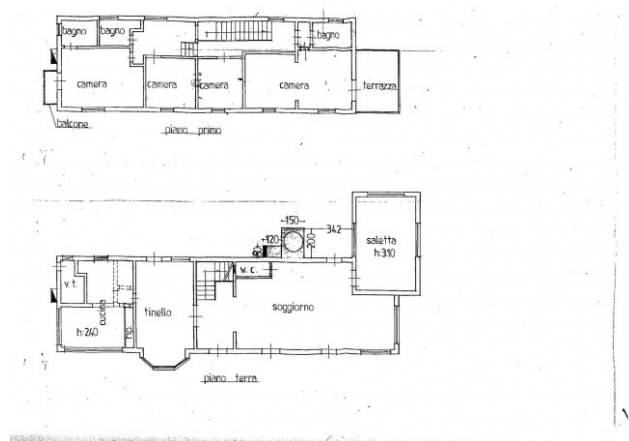 bagno
bagno
bagno
camera
camera
camera
camera
terrazza
balcone
piano primo
150
120
200
342
saletta
h:3.10
w.c.
v.t.
cucina
tinello
soggiorno
h:2.40
rip.
piano terra